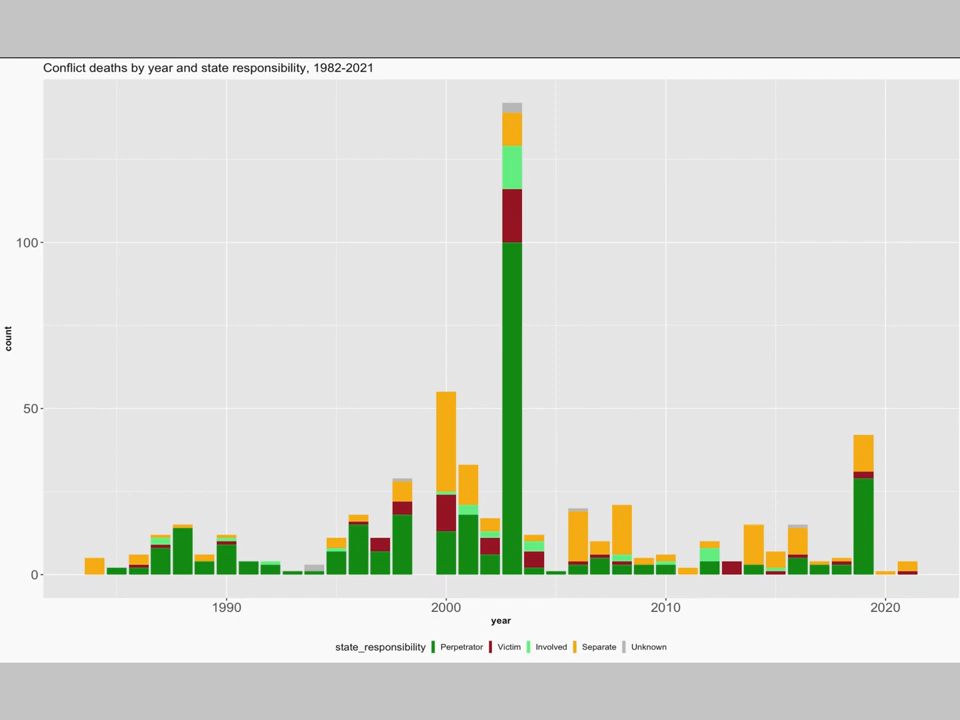 Conflict deaths by year and state responsibility, 1982-2021
100
50
0
count
1990 2000 2010 2020
year
state_responsibility Perpetrator Victim Involved Separate Unknown